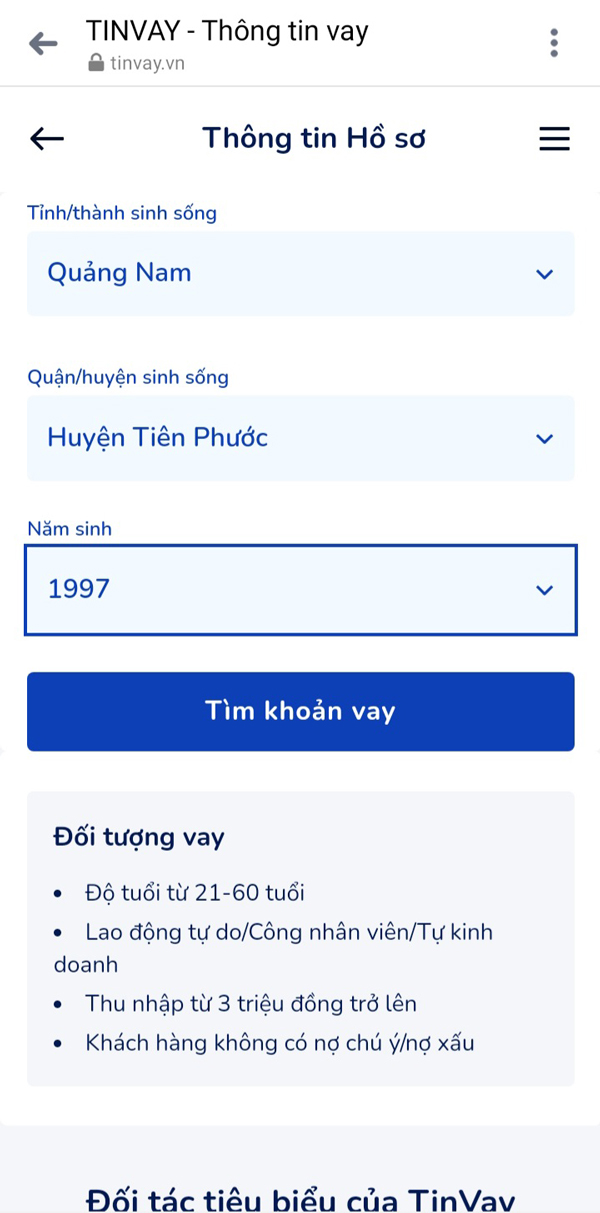 TINVAY - Thông tin vay
tinvay.vn
Thông tin Hồ sơ
Tỉnh/thành sinh sống
Quảng Nam
Quận/huyện sinh sống
Huyện Tiên Phước
Năm sinh
1997
Tìm khoản vay
Đối tượng vay
• Độ tuổi từ 21-60 tuổi
• Lao động tự do/Công nhân viên/Tự kinh
doanh
• Thu nhập từ 3 triệu đồng trở lên
• Khách hàng không có nợ chú ý/nợ xấu
Đối tác tiêu biểu của TinVay